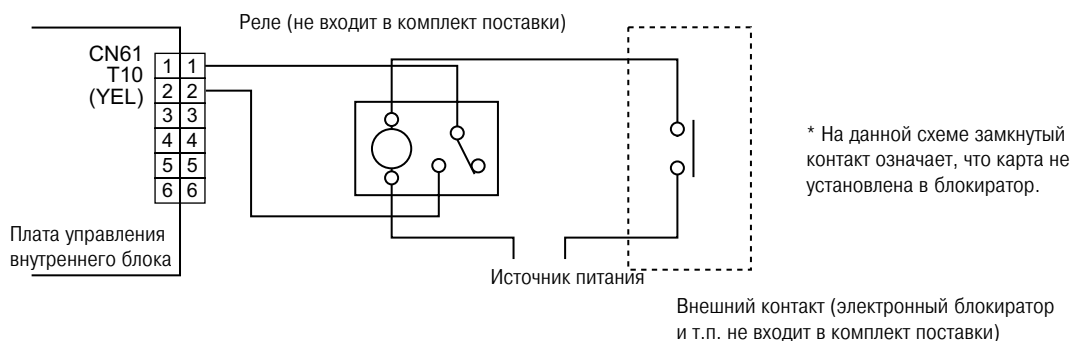 Реле (не входит в комплект поставки)
CN61
T10
(YEL)
1 1
2 2
3 3
4 4
5 5
6 6
* На данной схеме замкнутый
контакт означает, что карта не
установлена в блокиратор.
Плата управления
внутреннего блока
Источник питания
Внешний контакт (электронный блокиратор
и т.п. не входит в комплект поставки)